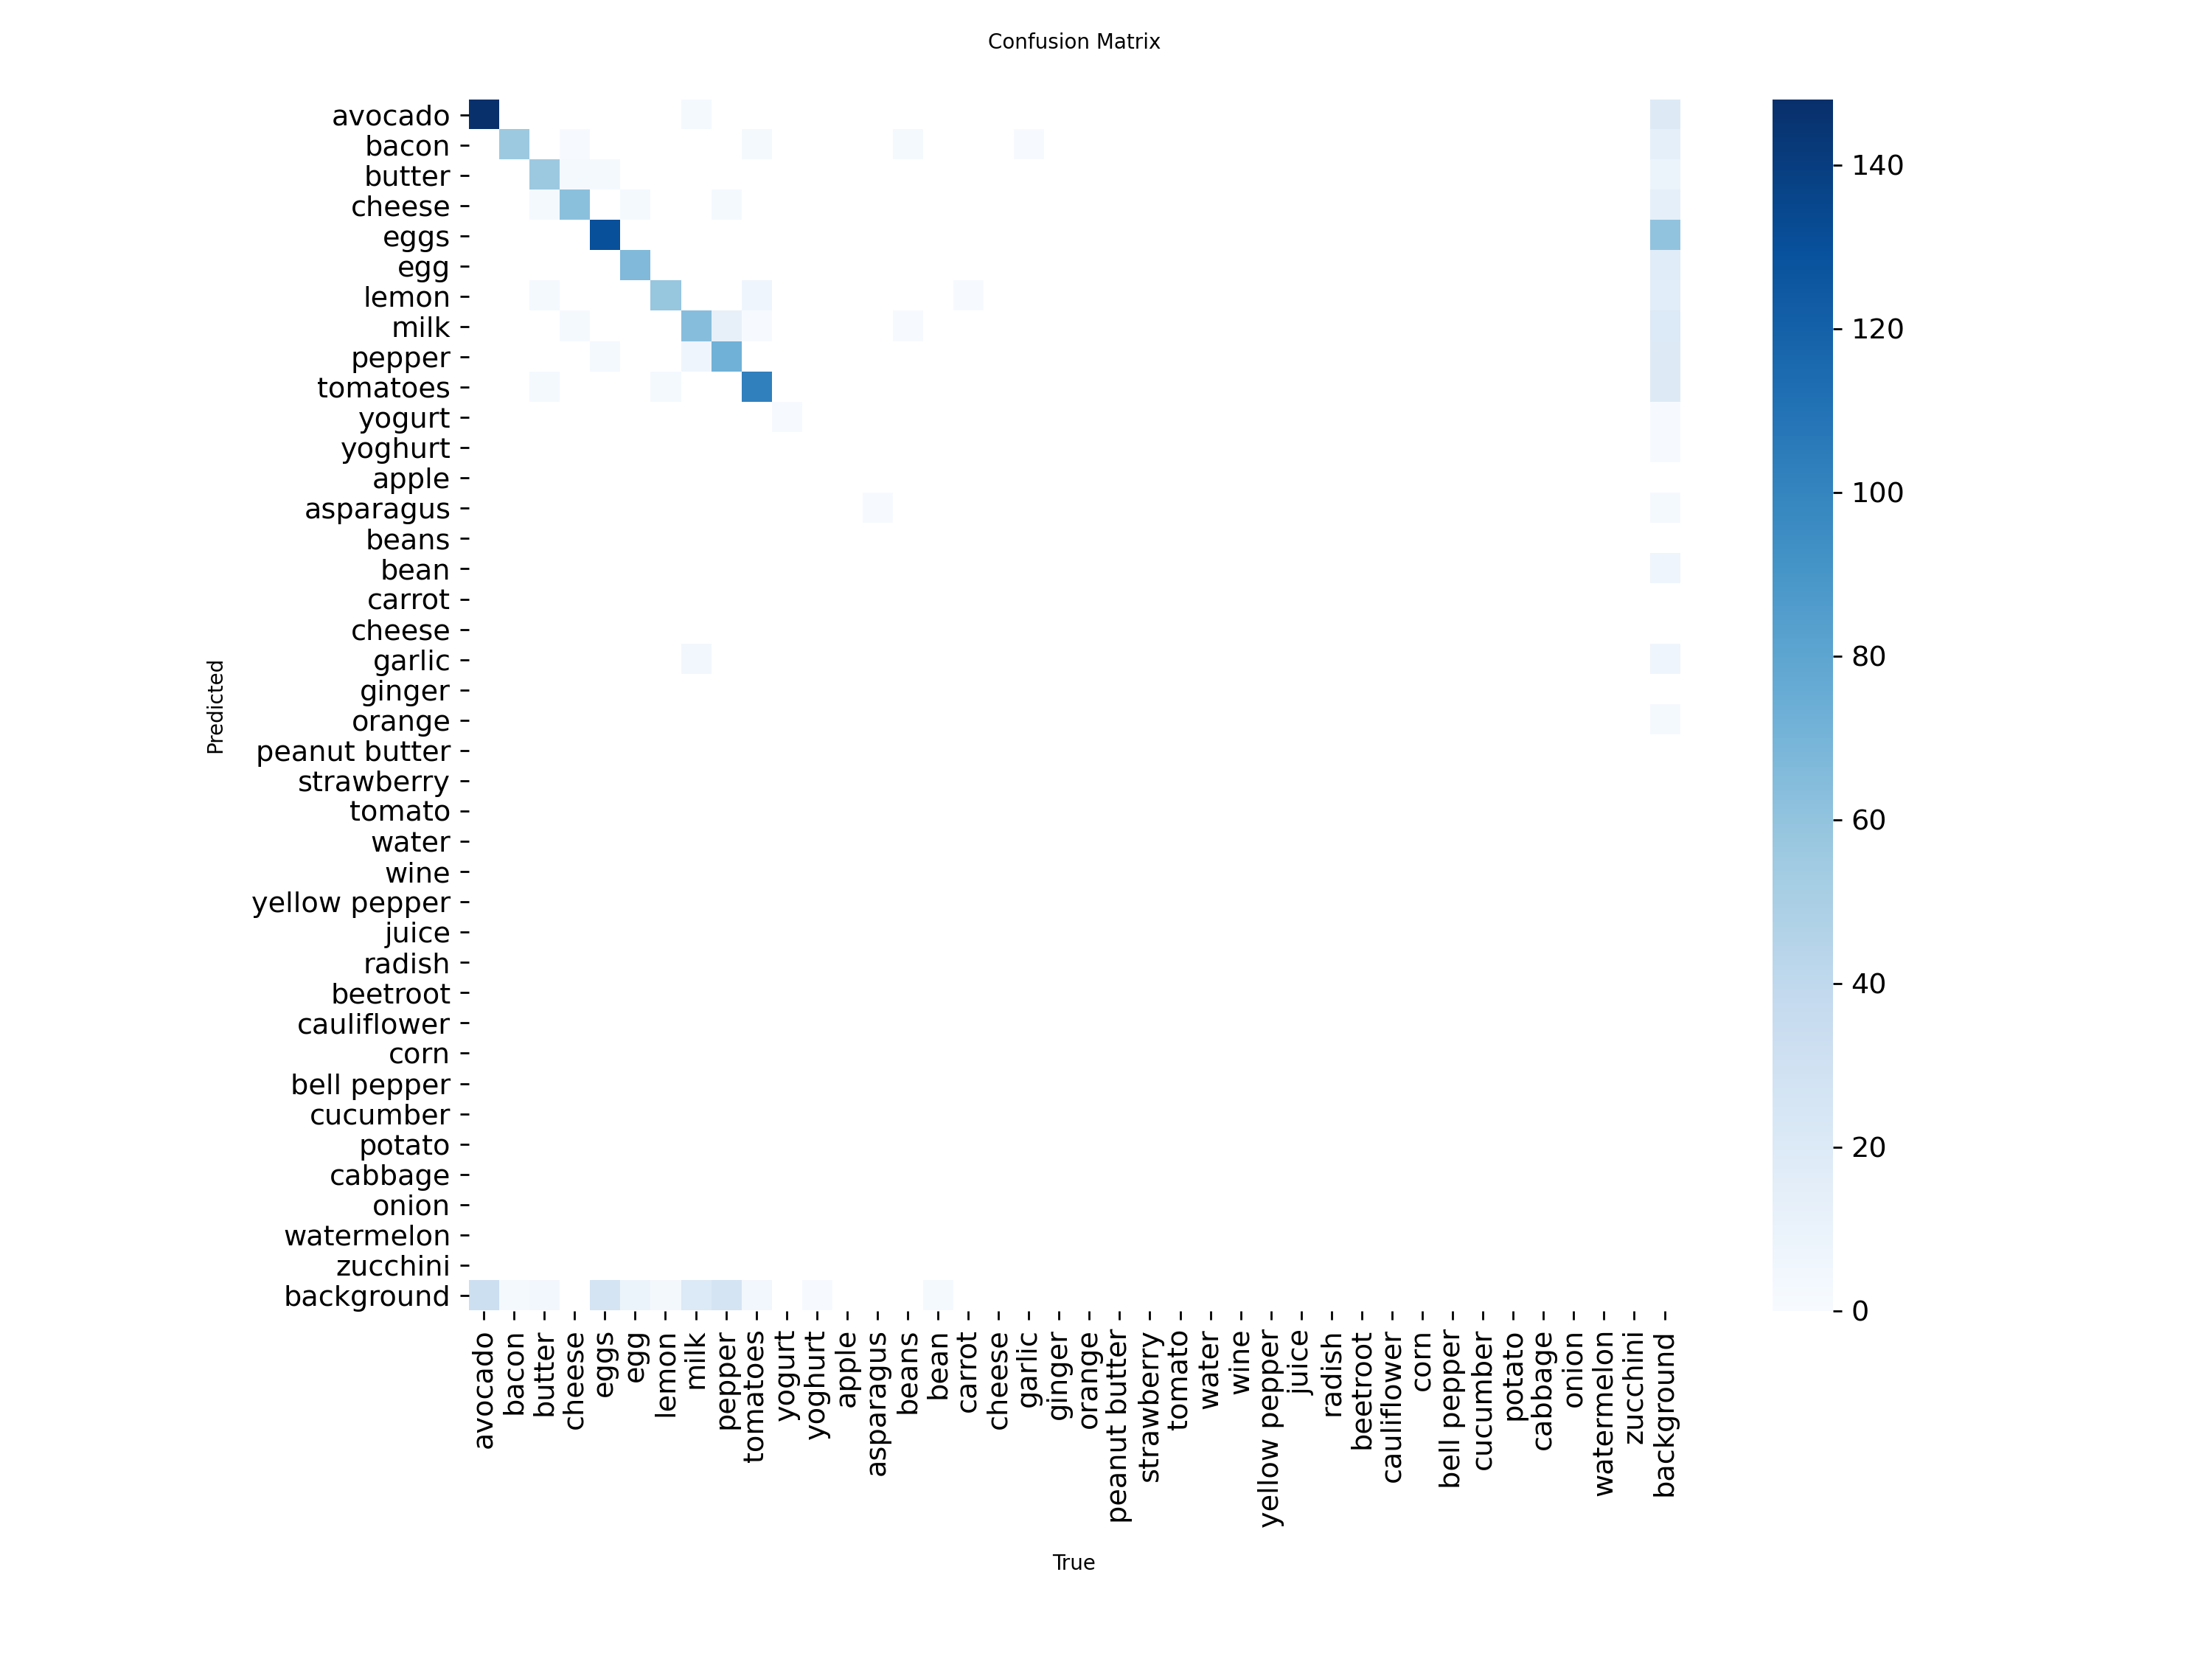 Confusion Matrix
avocado
bacon
butter
cheese
eggs
egg
lemon
milk
pepper
tomatoes
yogurt
yoghurt
apple
asparagus
beans
bean
carrot
cheese
garlic
ginger
orange
peanut butter
strawberry
tomato
water
wine
yellow pepper
juice
radish
beetroot
cauliflower
corn
bell pepper
cucumber
potato
cabbage
onion
watermelon
zucchini
background
Predicted
avocado
bacon
butter
cheese
eggs
egg
lemon
milk
pepper
tomatoes
yogurt
yoghurt
apple
asparagus
beans
bean
carrot
cheese
garlic
ginger
orange
peanut butter
strawberry
tomato
water
wine
yellow pepper
juice
radish
beetroot
cauliflower
corn
bell pepper
cucumber
potato
cabbage
onion
watermelon
zucchini
background
True
140
120
100
80
60
40
20
0